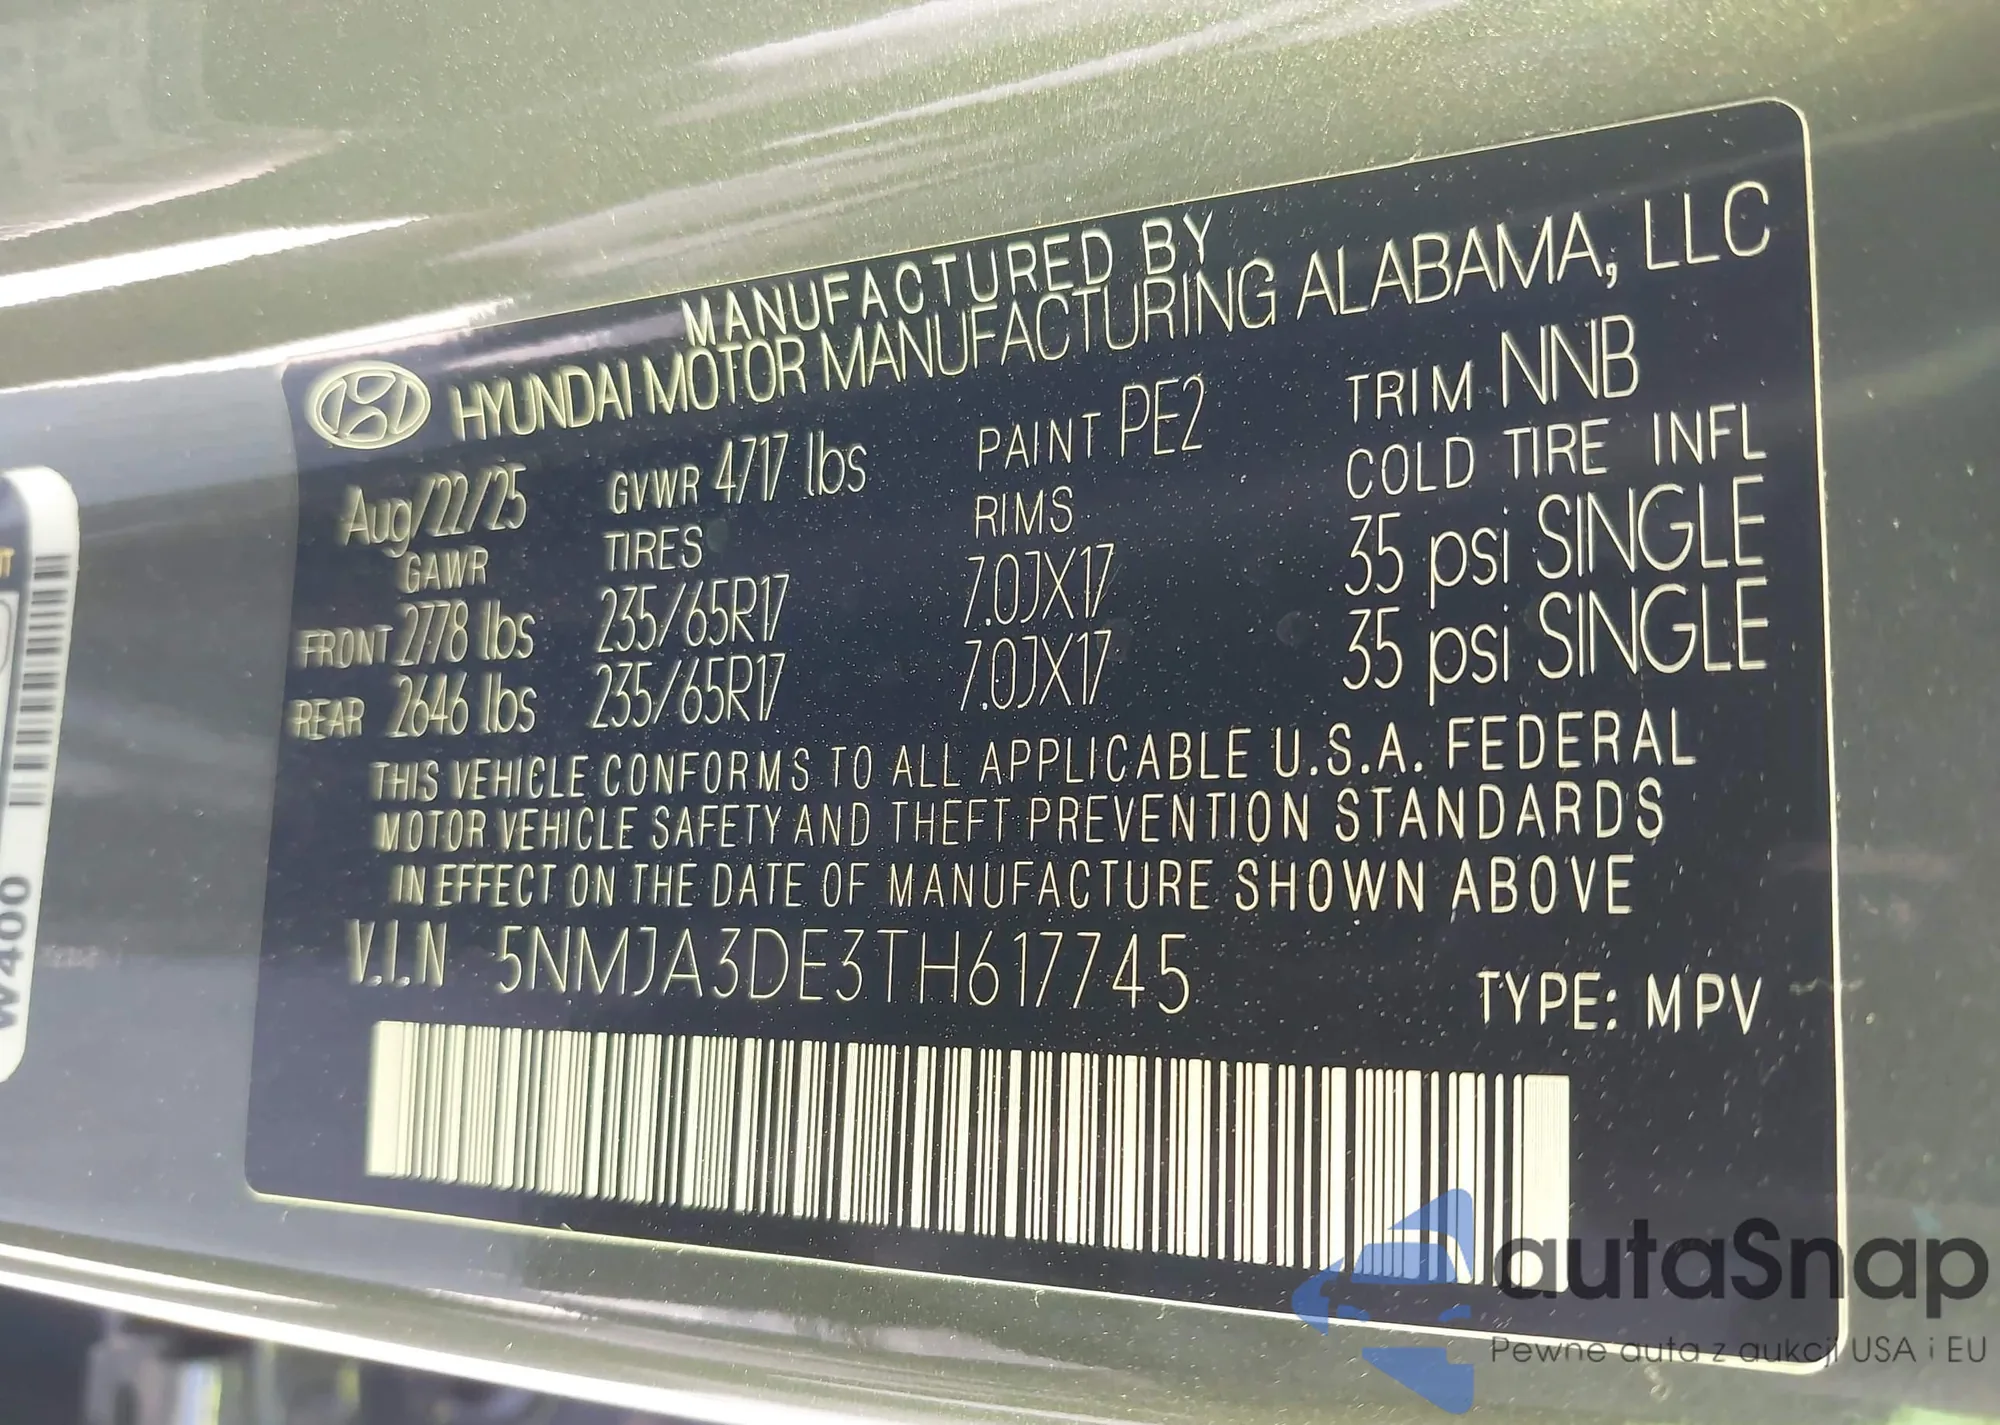 MANUFACTURED BY
HYUNDAI MOTOR MANUFACTURING ALABAMA, LLC
Aug/22/25 GVWR 4717 lbs PAINT PE2 TRIM NNB
GAWR TIRES RIMS COLD TIRE INFL
FRONT 2778 lbs 235/65R17 7.0JX17 35 psi SINGLE
REAR 2646 lbs 235/65R17 7.0JX17 35 psi SINGLE
THIS VEHICLE CONFORMS TO ALL APPLICABLE U.S.A. FEDERAL
MOTOR VEHICLE SAFETY AND THEFT PREVENTION STANDARDS
IN EFFECT ON THE DATE OF MANUFACTURE SHOWN ABOVE
V.I.N 5NMJA3DE3TH617745
TYPE: MPV
W400
autaSnap
Pewne auta z aukcji USA i EU